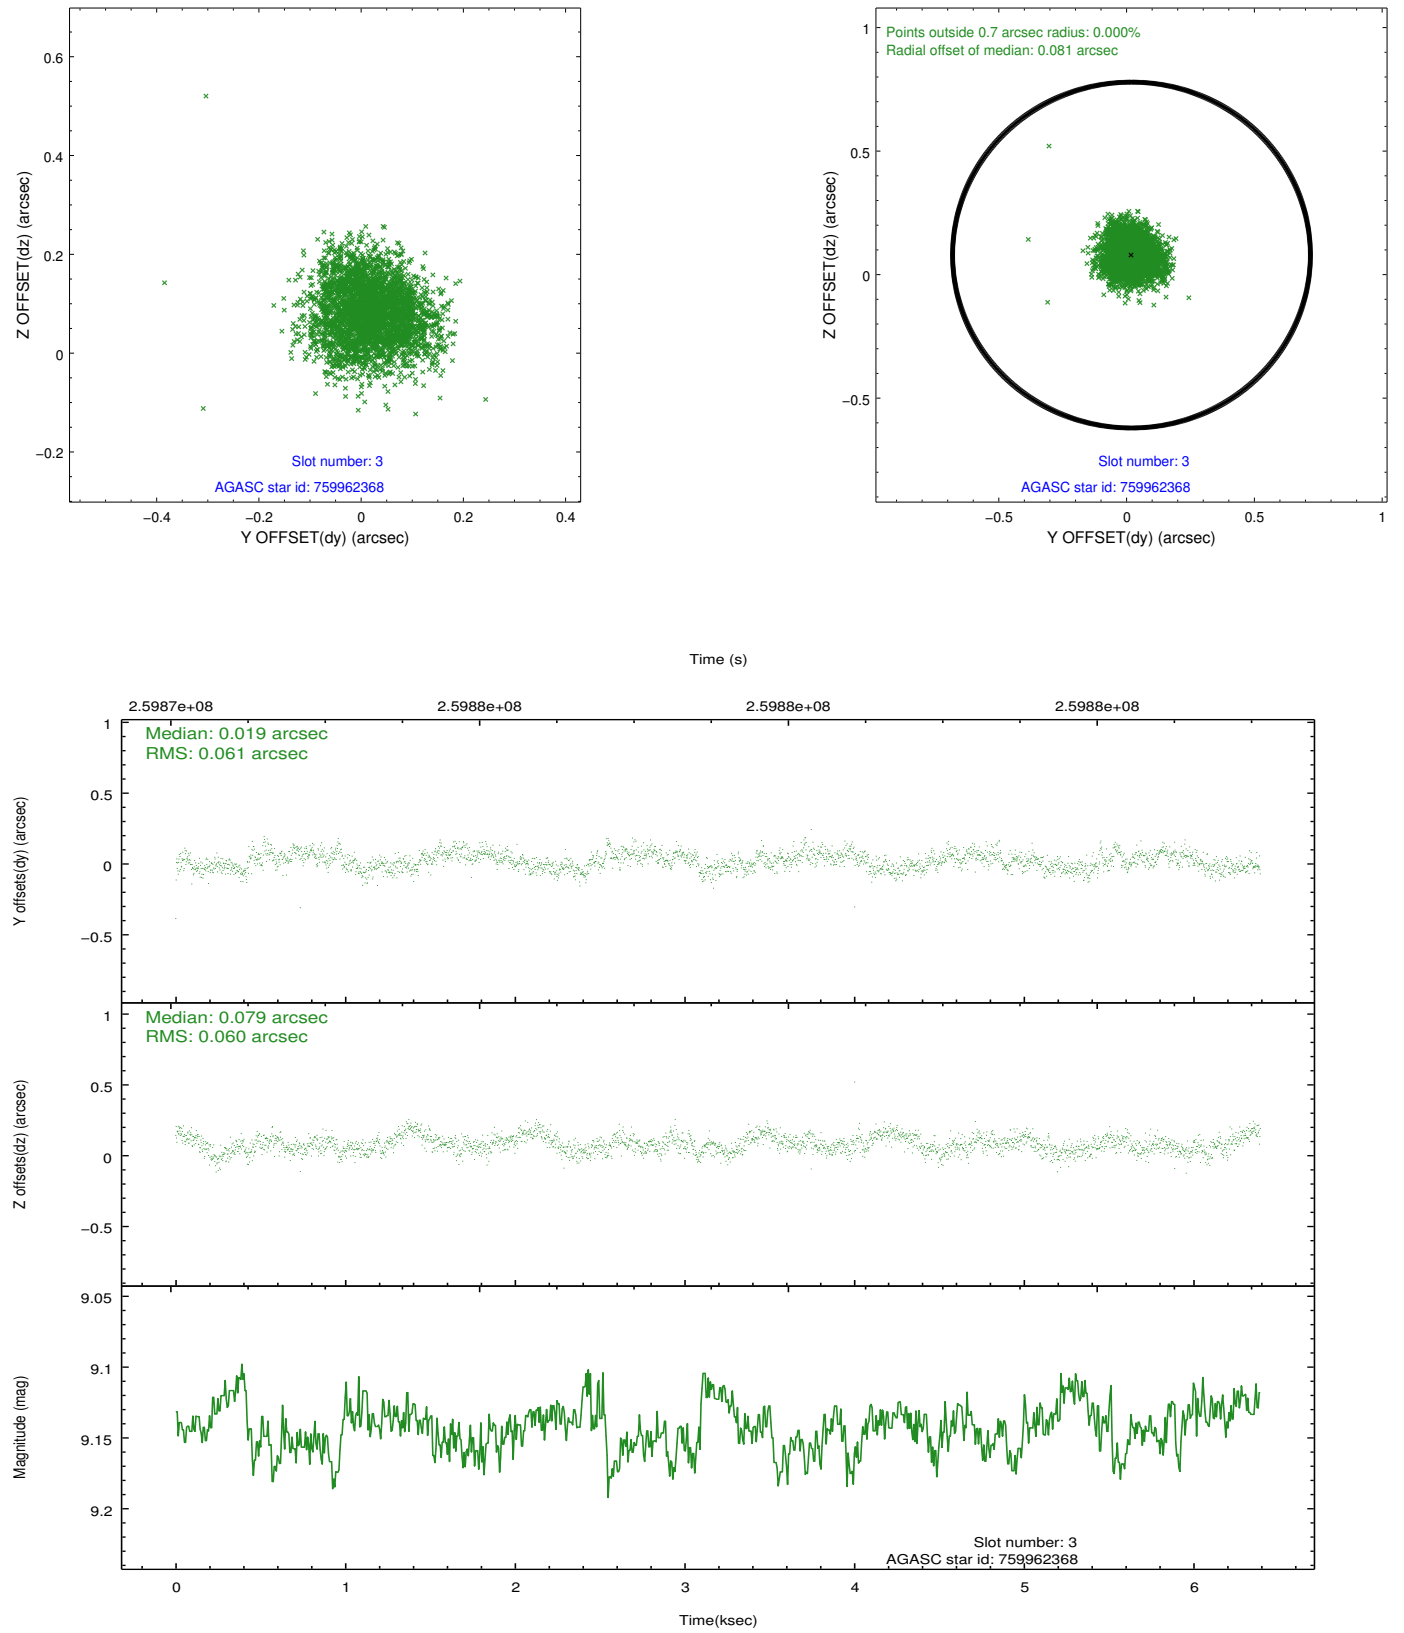 0.6
0.4
0.2
0
−0.2
Z OFFSET(dz) (arcsec)
Slot number: 3
AGASC star id: 759962368
−0.4 −0.2 0 0.2 0.4
Y OFFSET(dy) (arcsec)
Points outside 0.7 arcsec radius: 0.000%
Radial offset of median: 0.081 arcsec
1
0.5
0
−0.5
Z OFFSET(dz) (arcsec)
Slot number: 3
AGASC star id: 759962368
−0.5 0 0.5 1
Y OFFSET(dy) (arcsec)
Time (s)
2.5987e+08 2.5988e+08 2.5988e+08 2.5988e+08
Median: 0.019 arcsec
RMS: 0.061 arcsec
1
0.5
0
−0.5
Y offsets(dy) (arcsec)
Median: 0.079 arcsec
RMS: 0.060 arcsec
1
0.5
0
−0.5
Z offsets(dz) (arcsec)
9.05
9.1
9.15
9.2
Magnitude (mag)
Slot number: 3
AGASC star id: 759962368
0 1 2 3 4 5 6
Time(ksec)